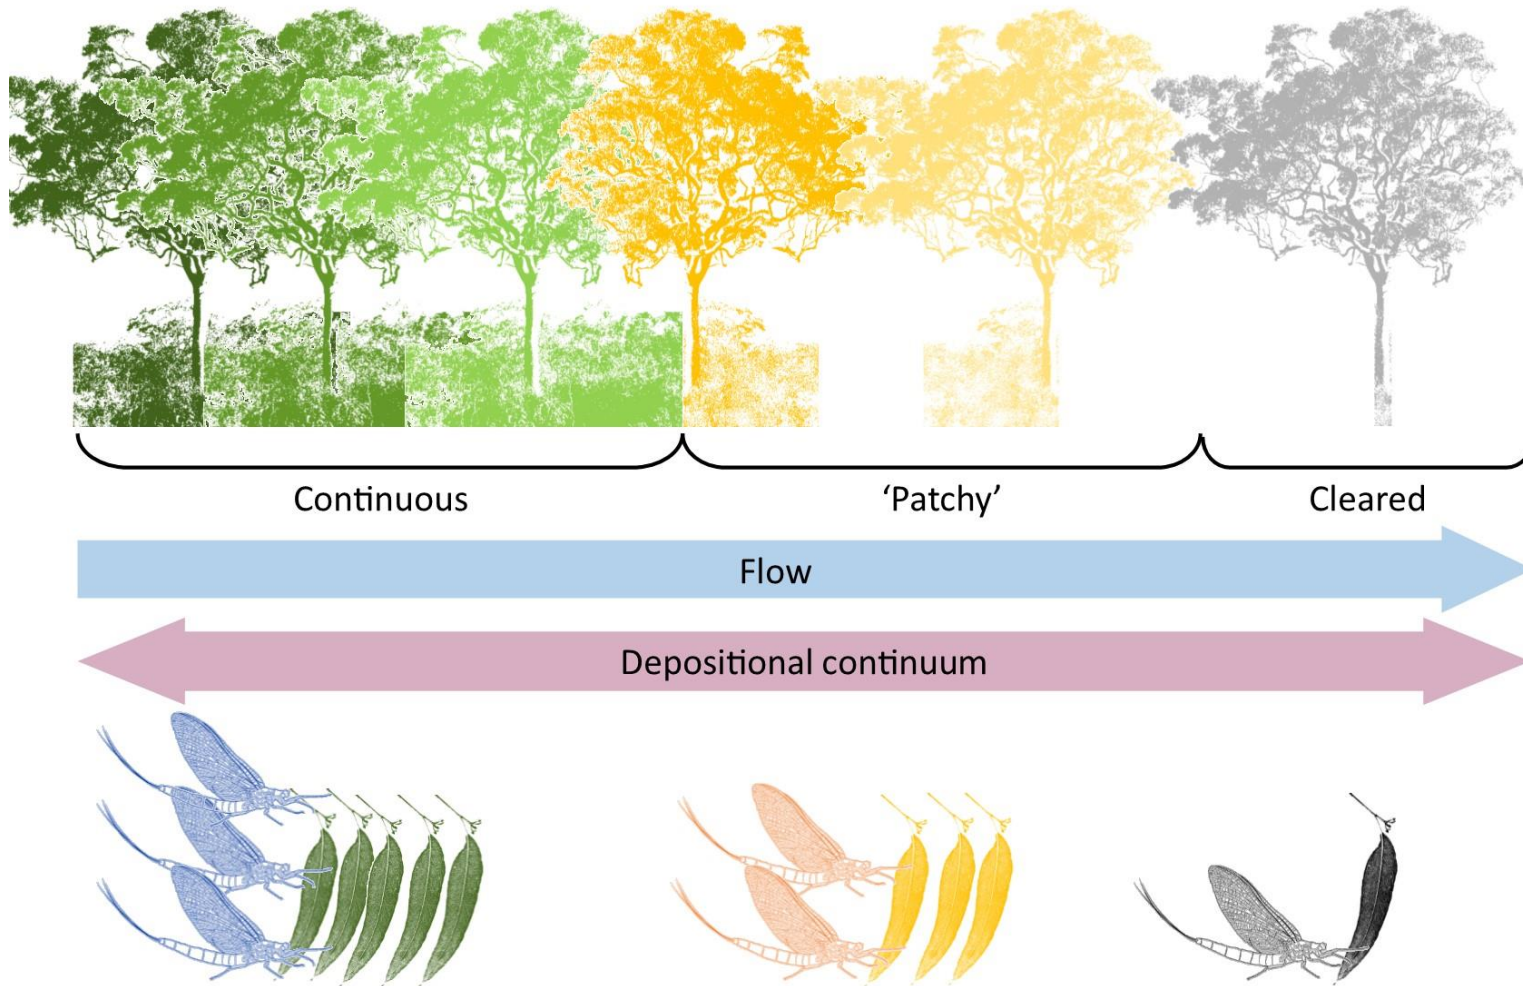 Continuous
‘Patchy’
Cleared
Flow
Depositional continuum